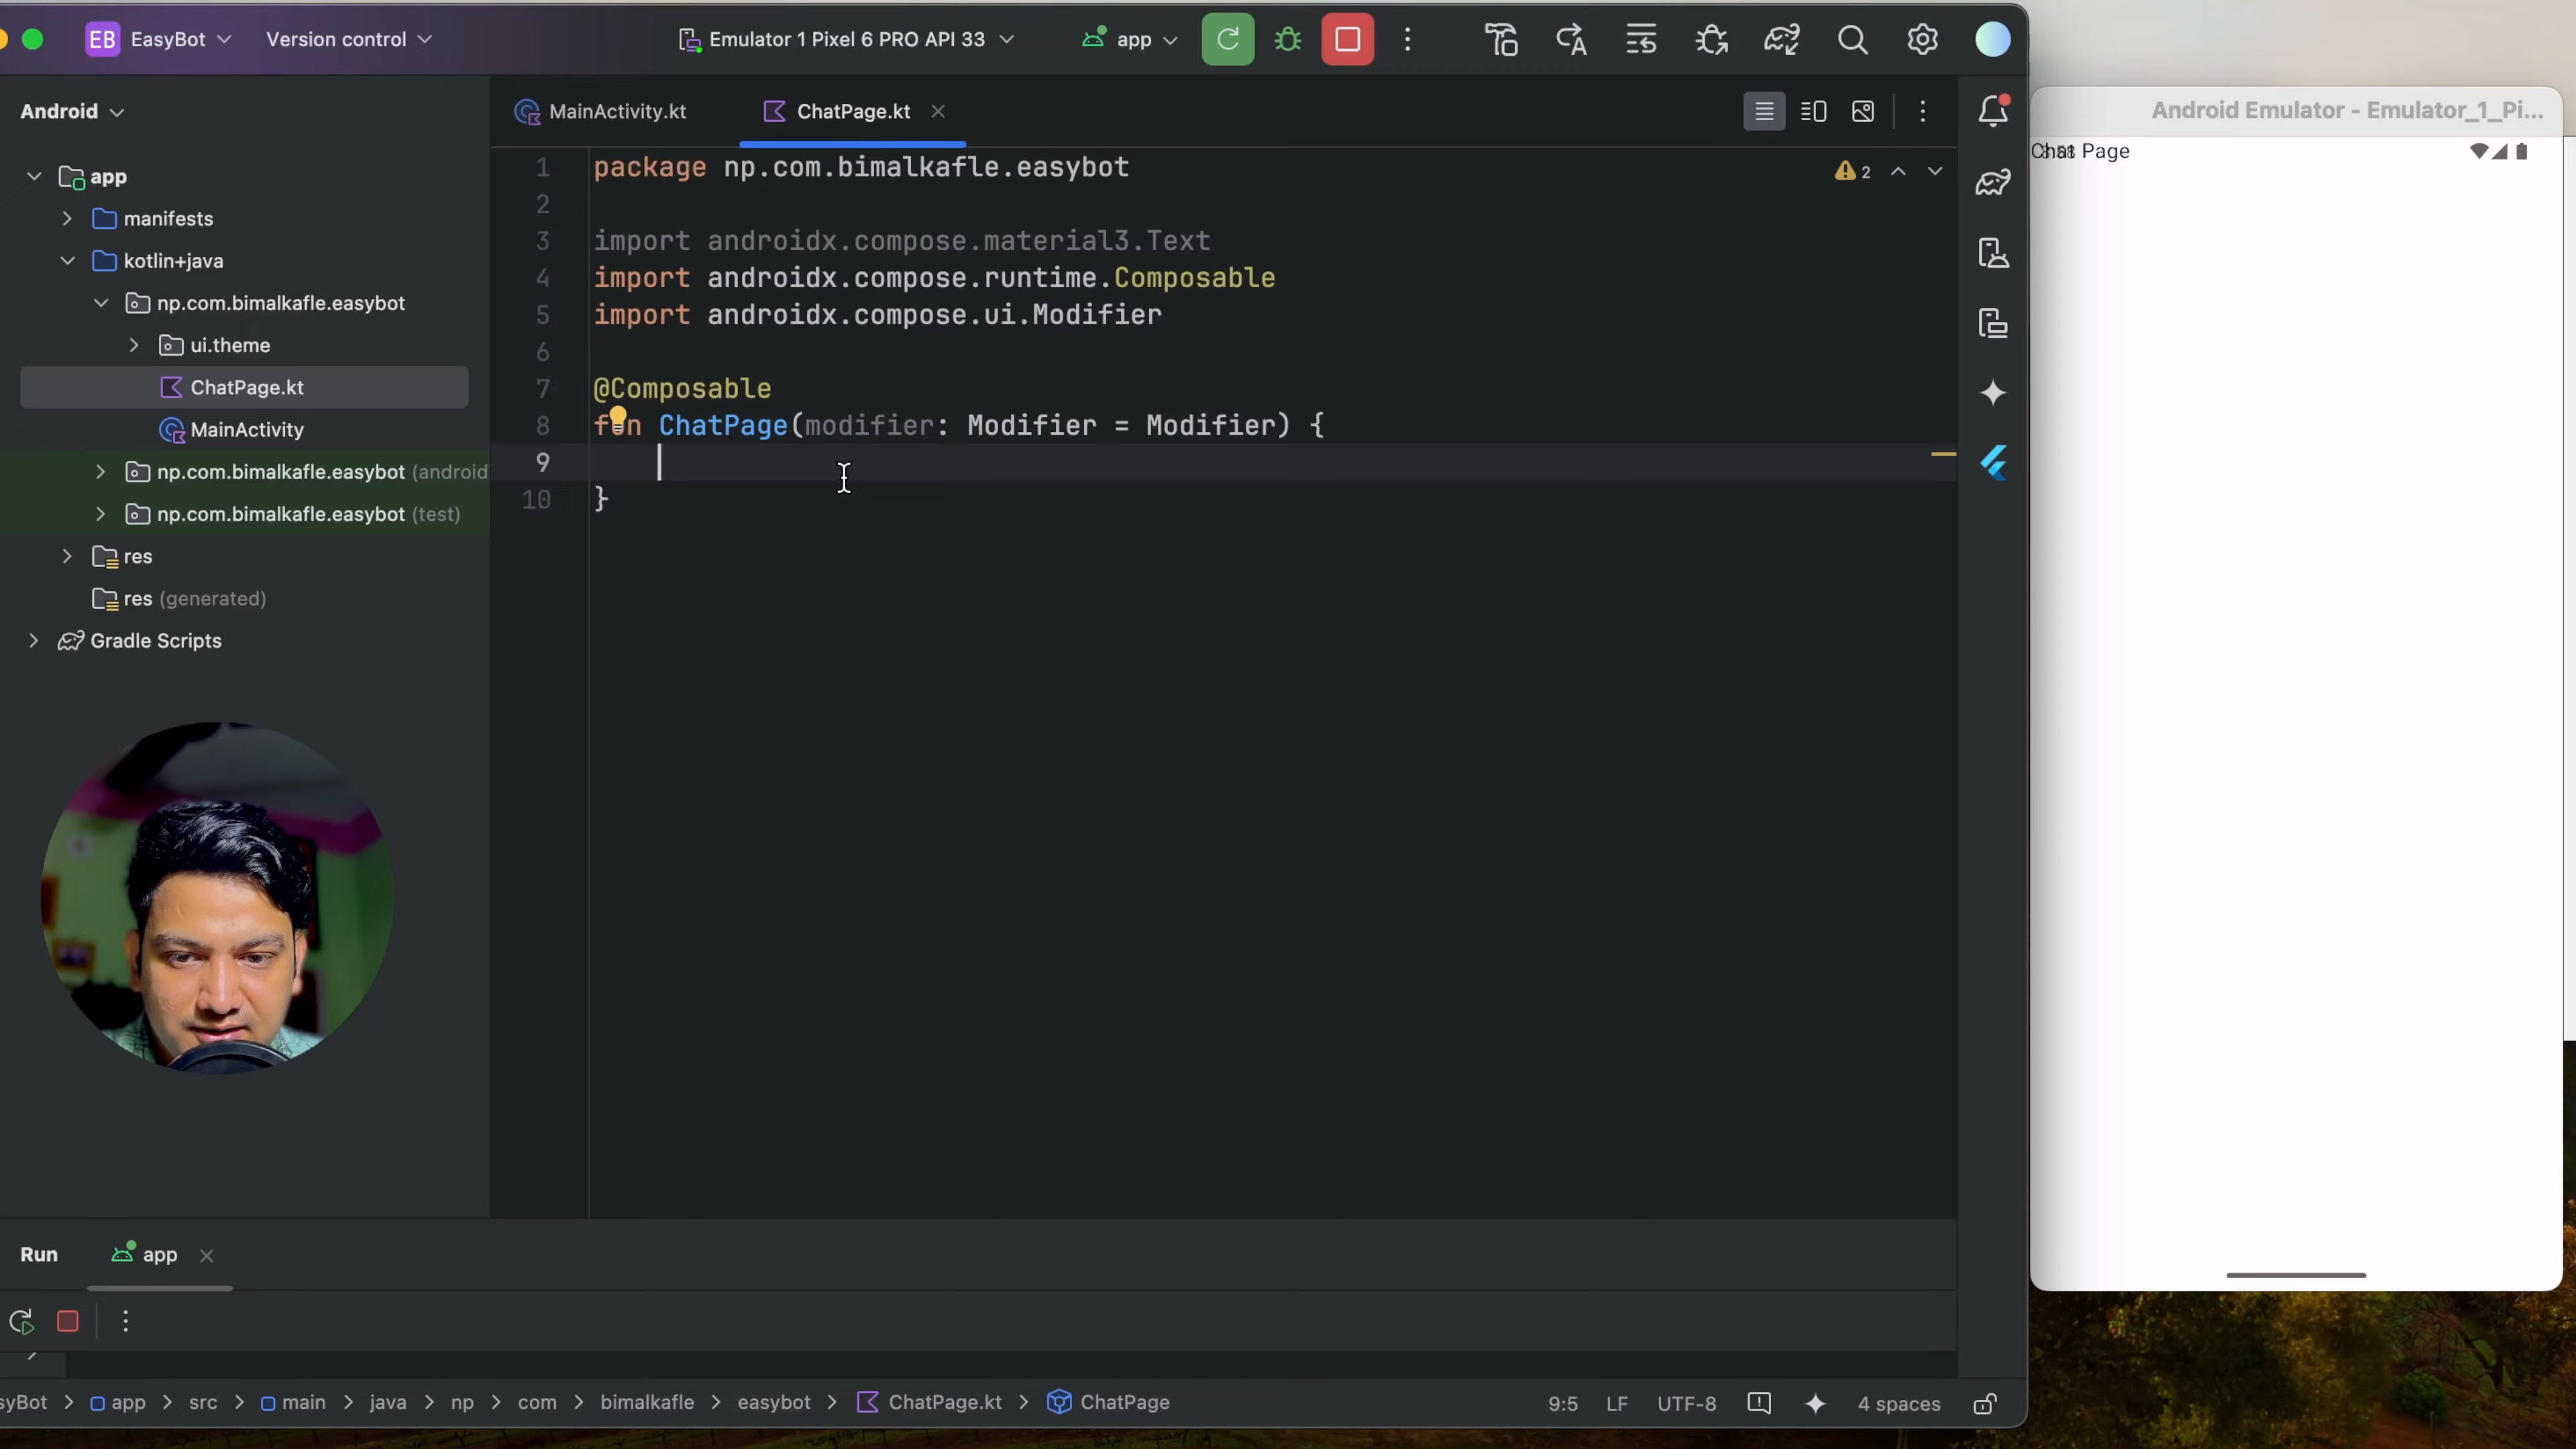 EB EasyBot Version control Emulator 1 Pixel 6 PRO API 33 app
Android
MainActivity.kt ChatPage.kt
Android Emulator - Emulator_1_Pi...
Chat Page
app
manifests
kotlin+java
np.com.bimalkafle.easybot
ui.theme
ChatPage.kt
MainActivity
np.com.bimalkafle.easybot (android
np.com.bimalkafle.easybot (test)
res
res (generated)
Gradle Scripts
1 package np.com.bimalkafle.easybot
2
3 import androidx.compose.material3.Text
4 import androidx.compose.runtime.Composable
5 import androidx.compose.ui.Modifier
6
7 @Composable
8 fun ChatPage(modifier: Modifier = Modifier) {
9
10 }
2
Run app
syBot > app > src > main > java > np > com > bimalkafle > easybot > ChatPage.kt > ChatPage
9:5 LF UTF-8 4 spaces